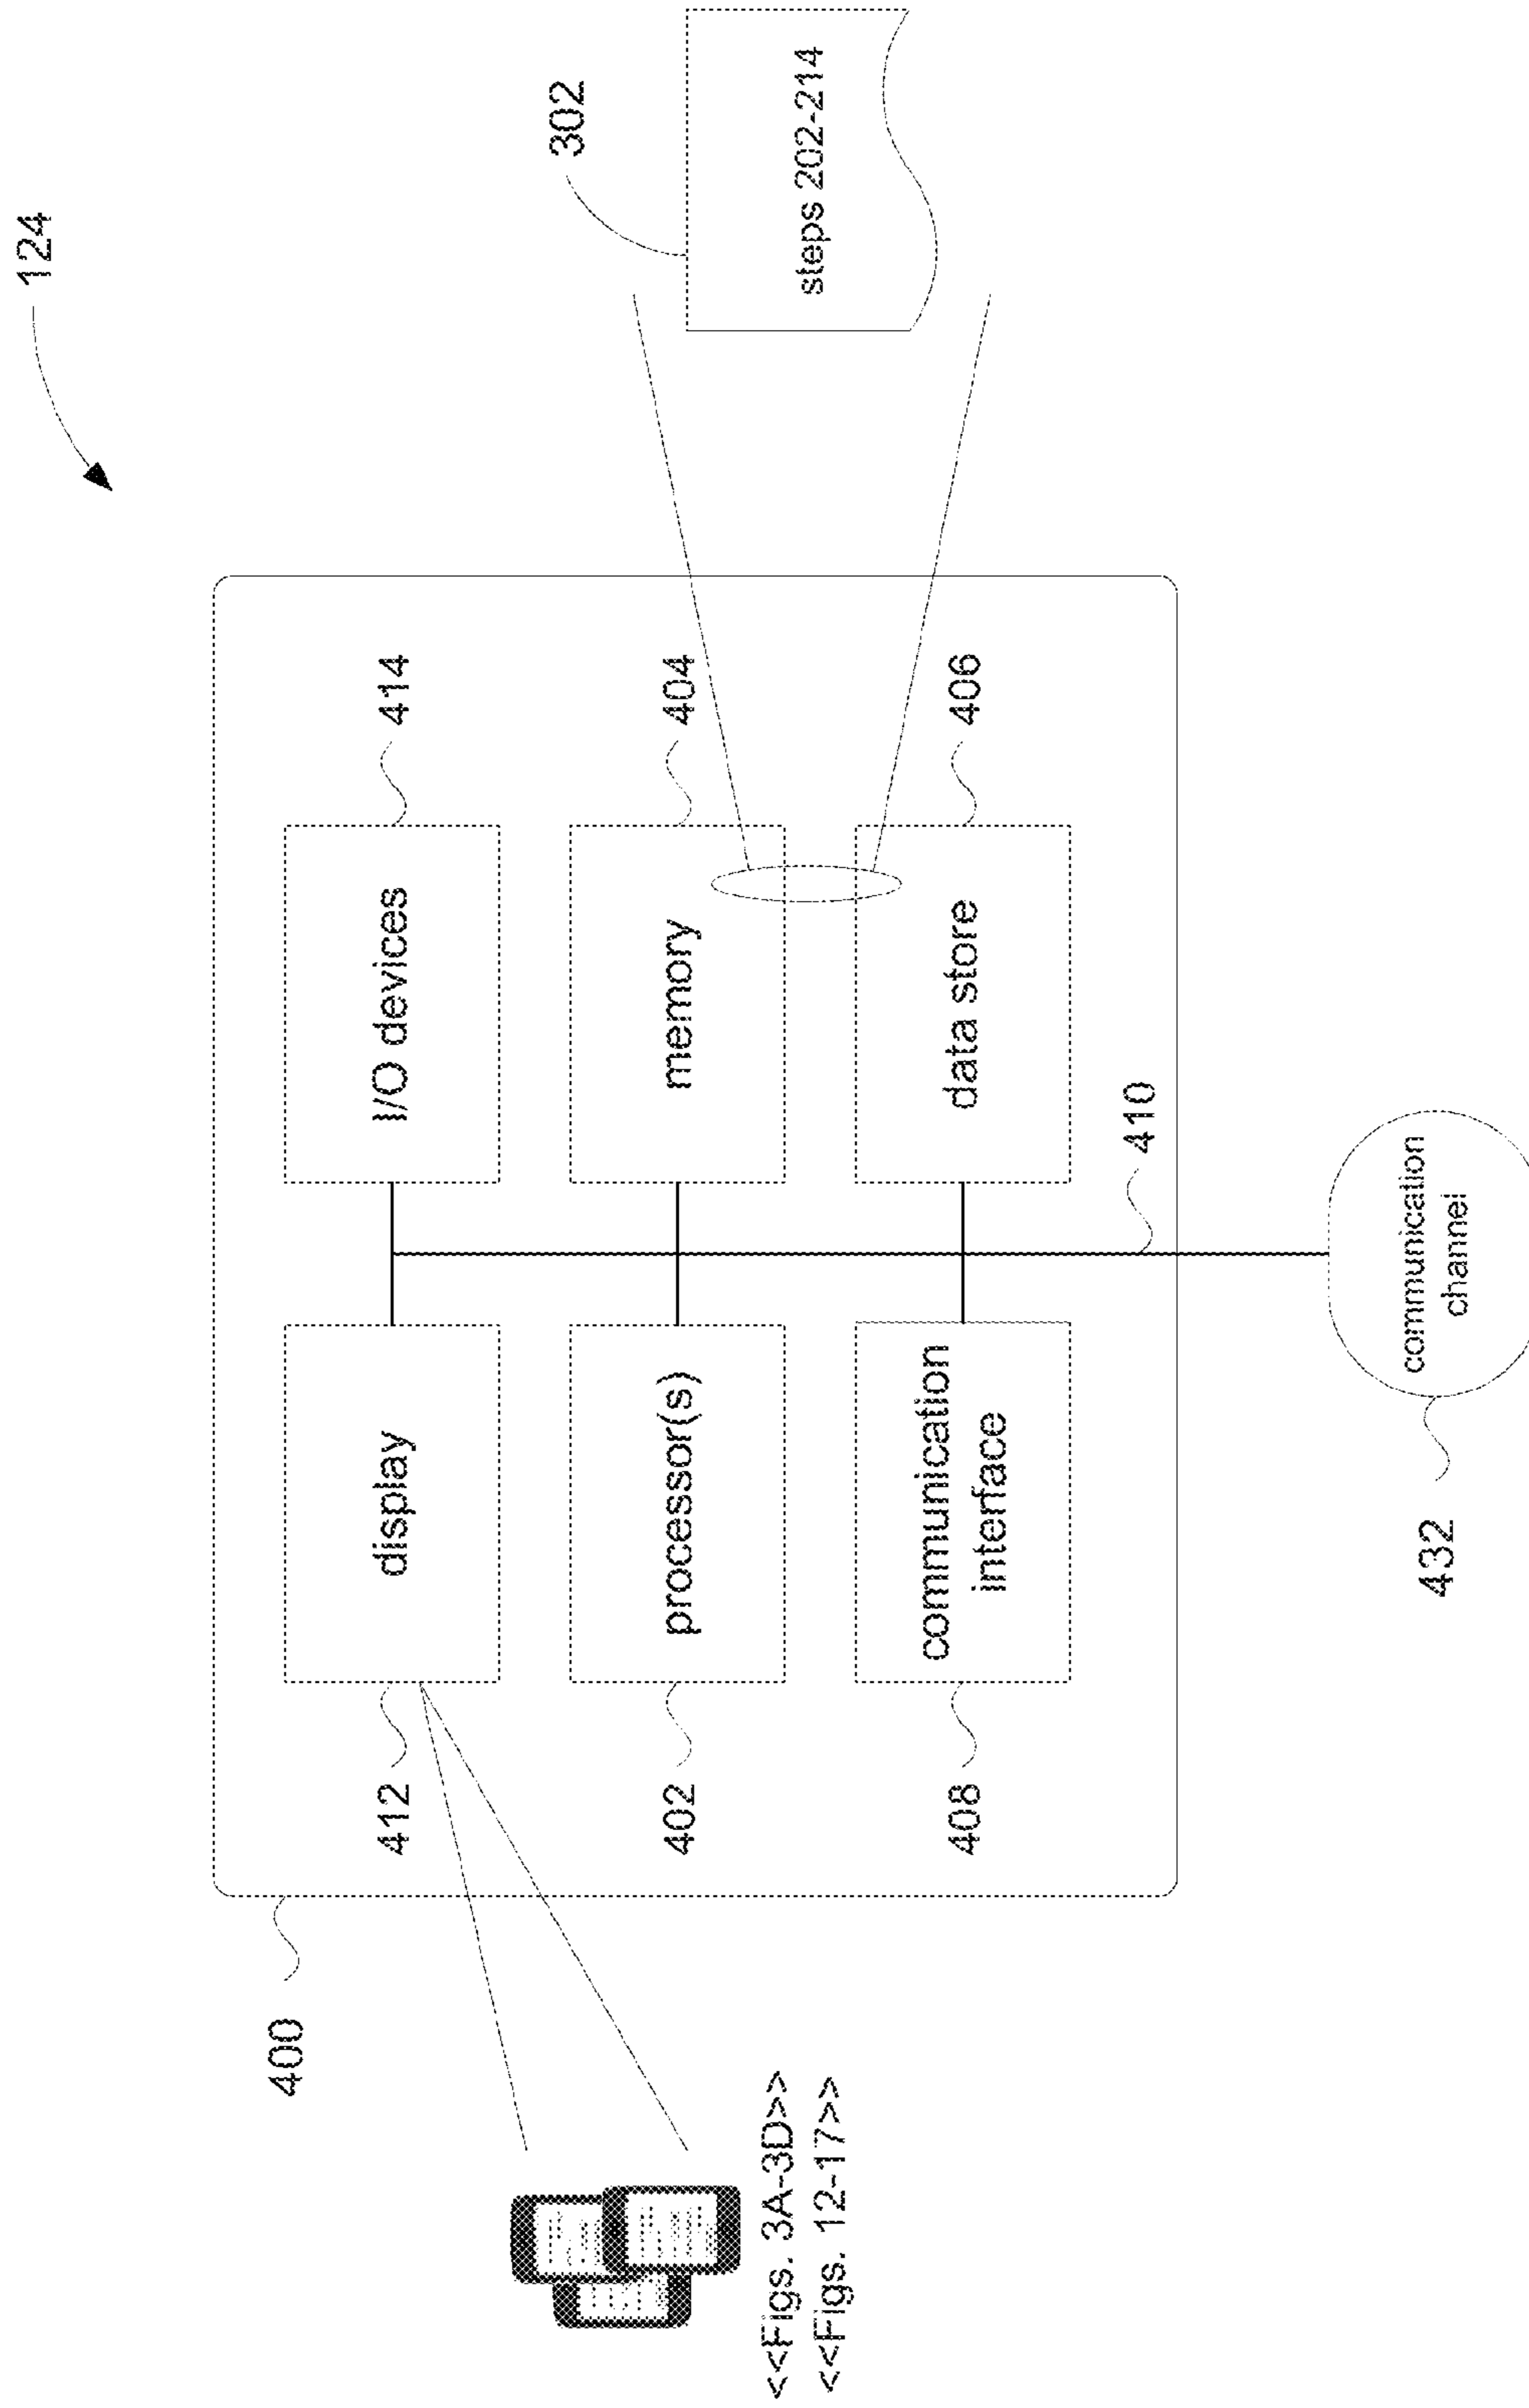 124
400
412
display
I/O devices
414
402
processor(s)
memory
404
408
communication
interface
data store
406
410
302
steps 202-214
<<Figs. 3A-3D>>
<<Figs. 12-17>>
432
communication
channel